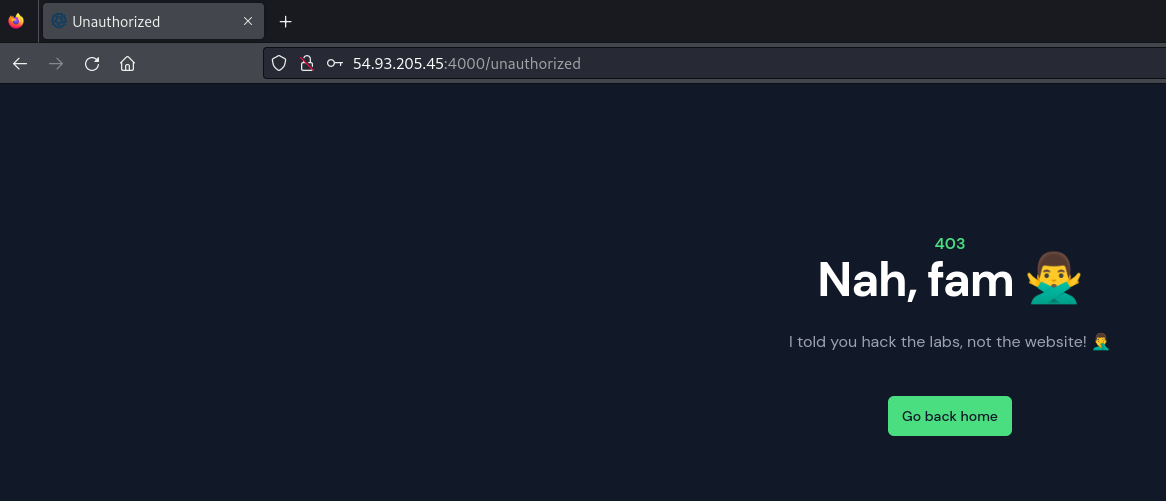 Unauthorized
54.93.205.45:4000/unauthorized
403
Nah, fam 🙅‍♂️
I told you hack the labs, not the website! 🤦‍♂️
Go back home